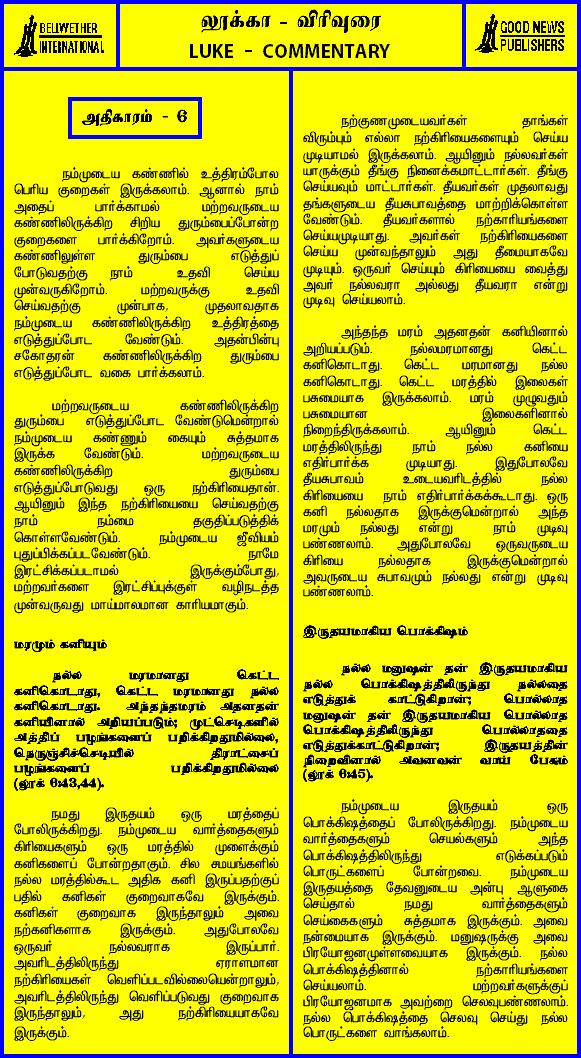 BELLWETHER
INTERNATIONAL
லூக்கா - விரிவுரை
LUKE - COMMENTARY
GOOD NEWS
PUBLISHERS
அதிகாரம் - 6
நம்முடைய கண்ணில் உத்திரம்போல
பெரிய குறைகள் இருக்கலாம். ஆனால் நாம்
அதைப் பார்க்காமல் மற்றவருடைய
கண்ணிலிருக்கிற சிறிய துரும்பைப்போன்ற
குறைகளை பார்க்கிறோம். அவர்களுடைய
கண்ணிலுள்ள துரும்பை எடுத்துப்
போடுவதற்கு நாம் உதவி செய்ய
முன்வருகிறோம். மற்றவருக்கு உதவி
செய்வதற்கு முன்பாக, முதலாவதாக
நம்முடைய கண்ணிலிருக்கிற உத்திரத்தை
எடுத்துப்போட வேண்டும். அதன்பின்பு
சகோதரன் கண்ணிலிருக்கிற துரும்பை
எடுத்துப்போட வகை பார்க்கலாம்.
மற்றவருடைய கண்ணிலிருக்கிற
துரும்பை எடுத்துப்போட வேண்டுமென்றால்
நம்முடைய கண்ணும் கையும் சுத்தமாக
இருக்க வேண்டும். மற்றவருடைய
கண்ணிலிருக்கிற துரும்பை
எடுத்துப்போடுவது ஒரு நற்கிரியைதான்.
ஆயினும் இந்த நற்கிரியையை செய்வதற்கு
நாம் நம்மை தகுதிப்படுத்திக்
கொள்ளவேண்டும். நம்முடைய ஜீவியம்
புதுப்பிக்கப்படவேண்டும். நாமே
இரட்சிக்கப்படாமல் இருக்கும்போது,
மற்றவர்களை இரட்சிப்புக்குள் வழிநடத்த
முன்வருவது மாய்மாலமான காரியமாகும்.
மரமும் கனியும்
நல்ல மரமானது கெட்ட
கனிகொடாது, கெட்ட மரமானது நல்ல
கனிகொடாது. அந்தந்தமரம் அதனதன்
கனியினால் அறியப்படும்; முட்செடிகளில்
அத்திப் பழங்களைப் பறிக்கிறதுமில்லை,
நெருஞ்சிச்செடியில் திராட்சைப்
பழங்களைப் பறிக்கிறதுமில்லை
(லூக் 6:43,44).
நமது இருதயம் ஒரு மரத்தைப்
போலிருக்கிறது. நம்முடைய வார்த்தைகளும்
கிரியைகளும் ஒரு மரத்தில் முளைக்கும்
கனிகளைப் போன்றதாகும். சில சமயங்களில்
நல்ல மரத்தில்கூட அதிக கனி இருப்பதற்குப்
பதில் கனிகள் குறைவாகவே இருக்கும்.
கனிகள் குறைவாக இருந்தாலும் அவை
நற்கனிகளாக இருக்கும். அதுபோலவே
ஒருவர் நல்லவராக இருப்பார்.
அவரிடத்திலிருந்து ஏராளமான
நற்கிரியைகள் வெளிப்படவில்லையென்றாலும்,
அவரிடத்திலிருந்து வெளிப்படுவது குறைவாக
இருந்தாலும், அது நற்கிரியையாகவே
இருக்கும்.
நற்குணமுடையவர்கள் தாங்கள்
விரும்பும் எல்லா நற்கிரியைகளையும் செய்ய
முடியாமல் இருக்கலாம். ஆயினும் நல்லவர்கள்
யாருக்கும் தீங்கு நினைக்கமாட்டார்கள். தீங்கு
செய்யவும் மாட்டார்கள். தீயவர்கள் முதலாவது
தங்களுடைய தீயசுபாவத்தை மாற்றிக்கொள்ள
வேண்டும். தீயவர்களால் நற்காரியங்களை
செய்யமுடியாது. அவர்கள் நற்கிரியைகளை
செய்ய முன்வந்தாலும் அது தீமையாகவே
முடியும். ஒருவர் செய்யும் கிரியையை வைத்து
அவர் நல்லவரா அல்லது தீயவரா என்று
முடிவு செய்யலாம்.
அந்தந்த மரம் அதனதன் கனியினால்
அறியப்படும். நல்லமரமானது கெட்ட
கனிகொடாது. கெட்ட மரமானது நல்ல
கனிகொடாது. கெட்ட மரத்தில் இலைகள்
பசுமையாக இருக்கலாம். மரம் முழுவதும்
பசுமையான இலைகளினால்
நிறைந்திருக்கலாம். ஆயினும் கெட்ட
மரத்திலிருந்து நாம் நல்ல கனியை
எதிர்பார்க்க முடியாது. இதுபோலவே
தீயசுபாவம் உடையவரிடத்தில் நல்ல
கிரியையை நாம் எதிர்பார்க்கக்கூடாது. ஒரு
கனி நல்லதாக இருக்குமென்றால் அந்த
மரமும் நல்லது என்று நாம் முடிவு
பண்ணலாம். அதுபோலவே ஒருவருடைய
கிரியை நல்லதாக இருக்குமென்றால்
அவருடைய சுபாவமும் நல்லது என்று முடிவு
பண்ணலாம்.
இருதயமாகிய பொக்கிஷம்
நல்ல மனுஷன் தன் இருதயமாகிய
நல்ல பொக்கிஷத்திலிருந்து நல்லதை
எடுத்துக் காட்டுகிறான்; பொல்லாத
மனுஷன் தன் இருதயமாகிய பொல்லாத
பொக்கிஷத்திலிருந்து பொல்லாததை
எடுத்துக்காட்டுகிறான்; இருதயத்தின்
நிறைவினால் அவனவன் வாய் பேசும்
(லூக் 6:45).
நம்முடைய இருதயம் ஒரு
பொக்கிஷத்தைப் போலிருக்கிறது. நம்முடைய
வார்த்தைகளும் செயல்களும் அந்த
பொக்கிஷத்திலிருந்து எடுக்கப்படும்
பொருட்களைப் போன்றவை. நம்முடைய
இருதயத்தை தேவனுடைய அன்பு ஆளுகை
செய்தால் நமது வார்த்தைகளும்
செய்கைகளும் சுத்தமாக இருக்கும். அவை
நன்மையாக இருக்கும். மனுஷருக்கு அவை
பிரயோஜனமுள்ளவையாக இருக்கும். நல்ல
பொக்கிஷத்தினால் நற்காரியங்களை
செய்யலாம். மற்றவர்களுக்குப்
பிரயோஜனமாக அவற்றை செலவுபண்ணலாம்.
நல்ல பொக்கிஷத்தை செலவு செய்து நல்ல
பொருட்களை வாங்கலாம்.